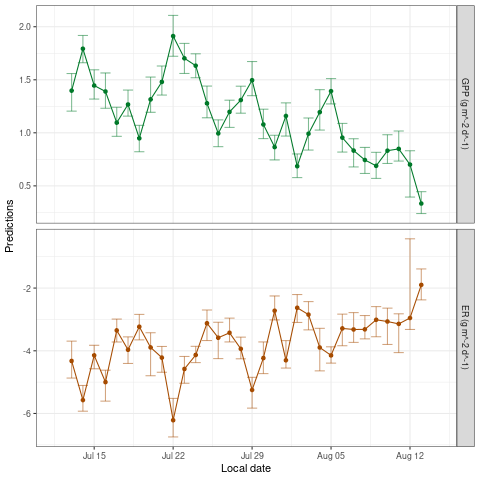 2.0
1.5
1.0
0.5
GPP (g m^-2 d^-1)
Predictions
-2
-4
-6
ER (g m^-2 d^-1)
Jul 15
Jul 22
Jul 29
Aug 05
Aug 12
Local date